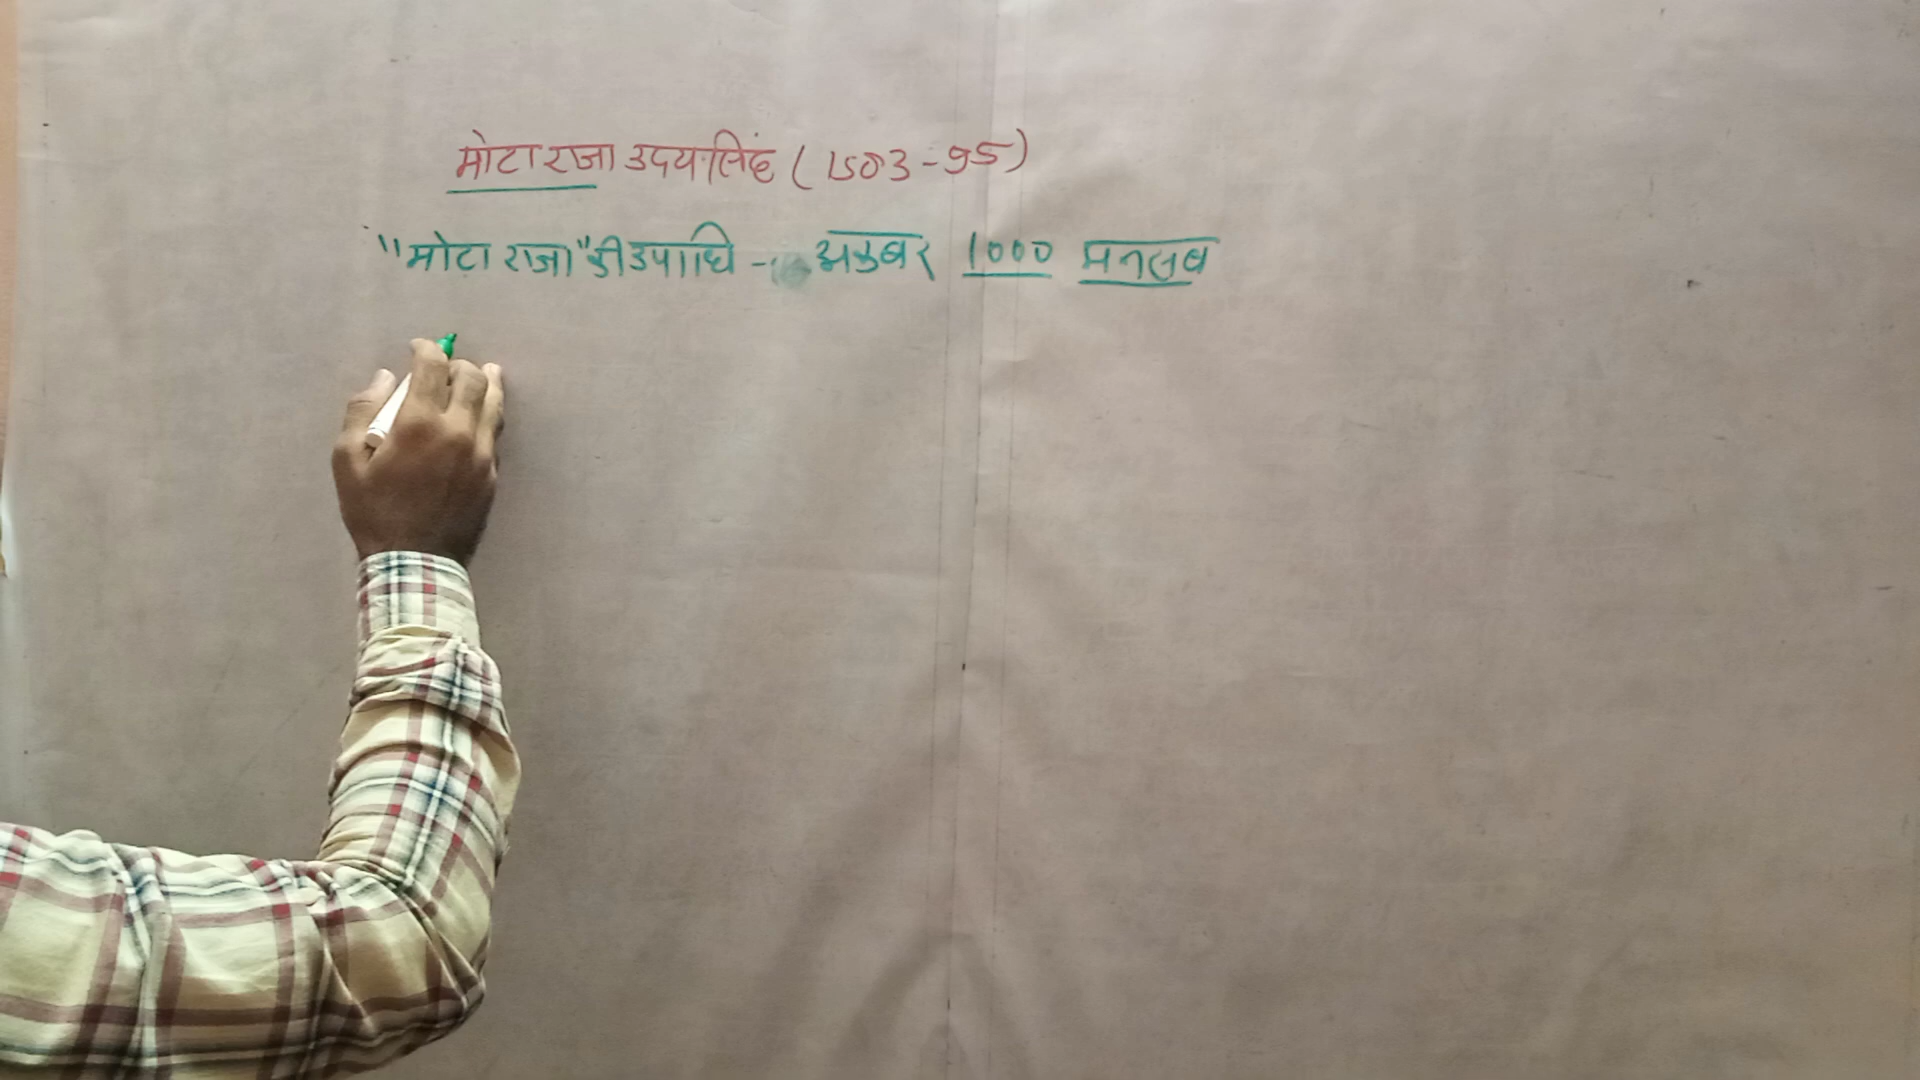 मोटा राजा उदयसिंह (1583-95)
"मोटा राजा" की उपाधि - अकबर 1000 मनसब